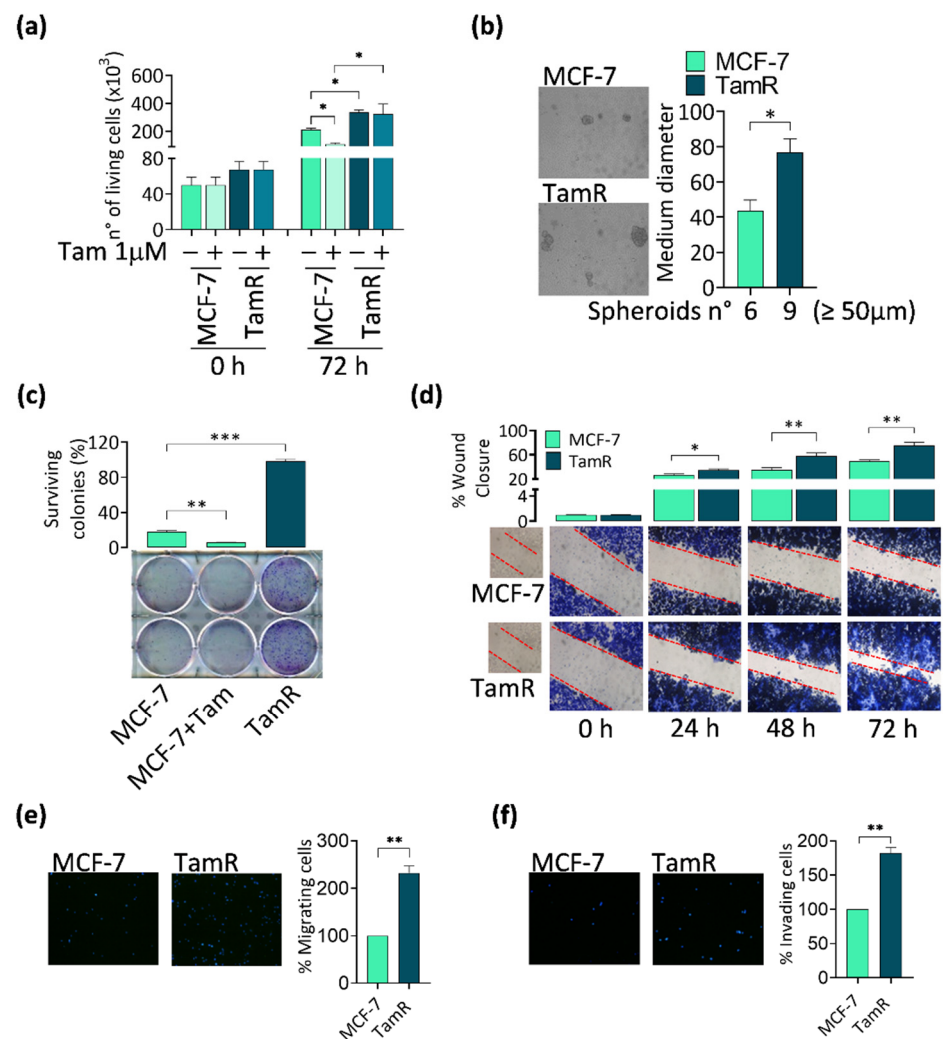 (a)
n° of living cells (x10³)
600
400
200
80
40
0
*
*
*
Tam 1μM
− + − + − + − +
MCF-7 TamR MCF-7 TamR
0 h 72 h
(b)
MCF-7
TamR
MCF-7
TamR
Medium diameter
100
80
60
40
20
0
*
Spheroids n° 6 9 (≥ 50μm)
(c)
Surviving
colonies (%)
120
80
40
0
***
**
MCF-7
MCF-7+Tam
TamR
(d)
% Wound
Closure
100
60
20
4
0
MCF-7
TamR
*
**
**
MCF-7
TamR
0 h 24 h 48 h 72 h
(e)
MCF-7 TamR
% Migrating cells
300
200
100
0
**
MCF-7
TamR
(f)
MCF-7 TamR
% Invading cells
200
150
100
50
0
**
MCF-7
TamR